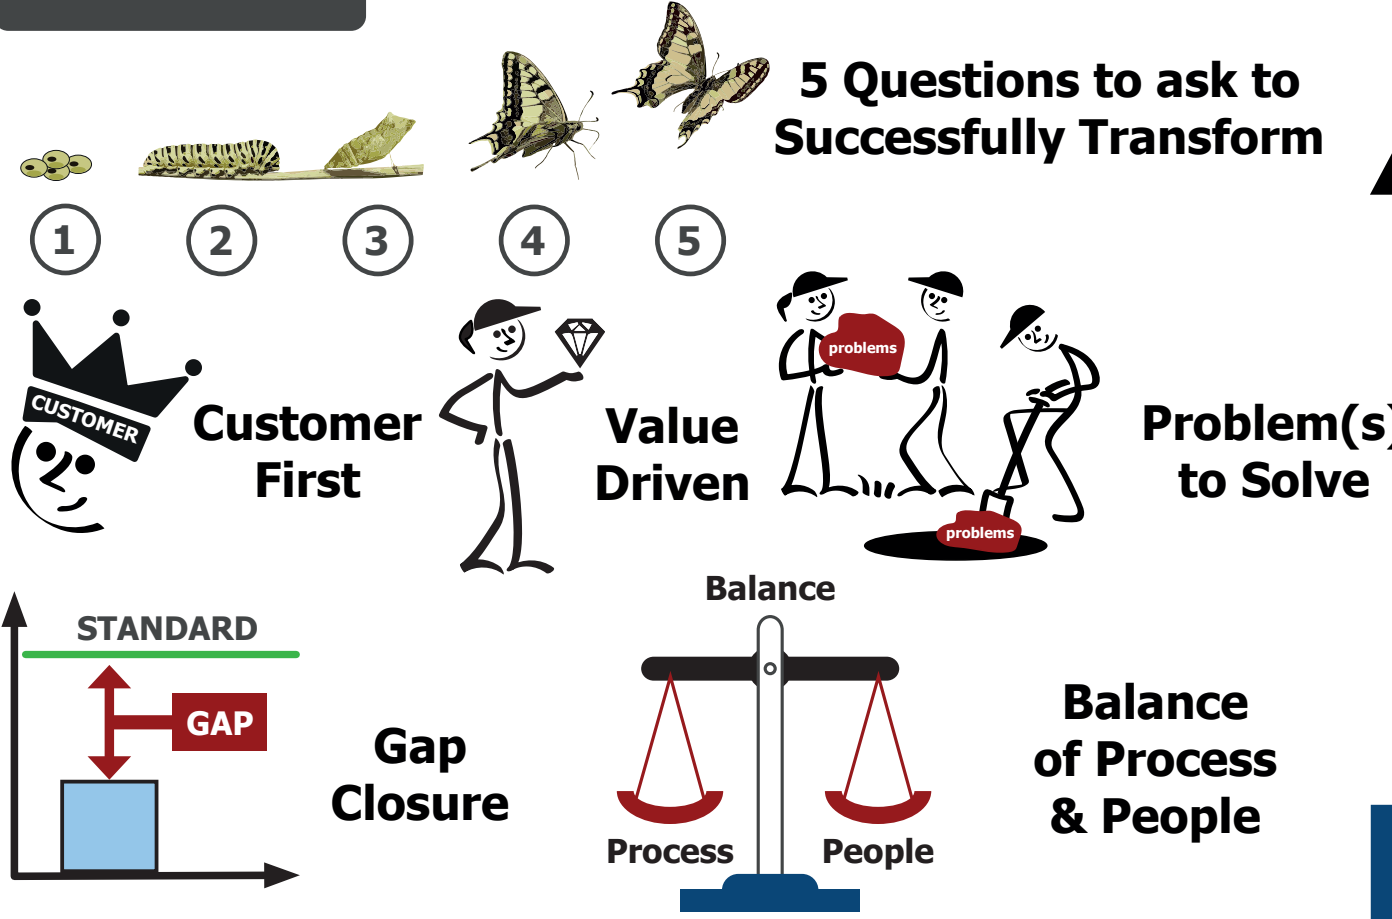 5 Questions to ask to
Successfully Transform
1 2 3 4 5
CUSTOMER
Customer
First
Value
Driven
problems
problems
Problem(s)
to Solve
STANDARD
GAP
Gap
Closure
Balance
Process
People
Balance
of Process
& People